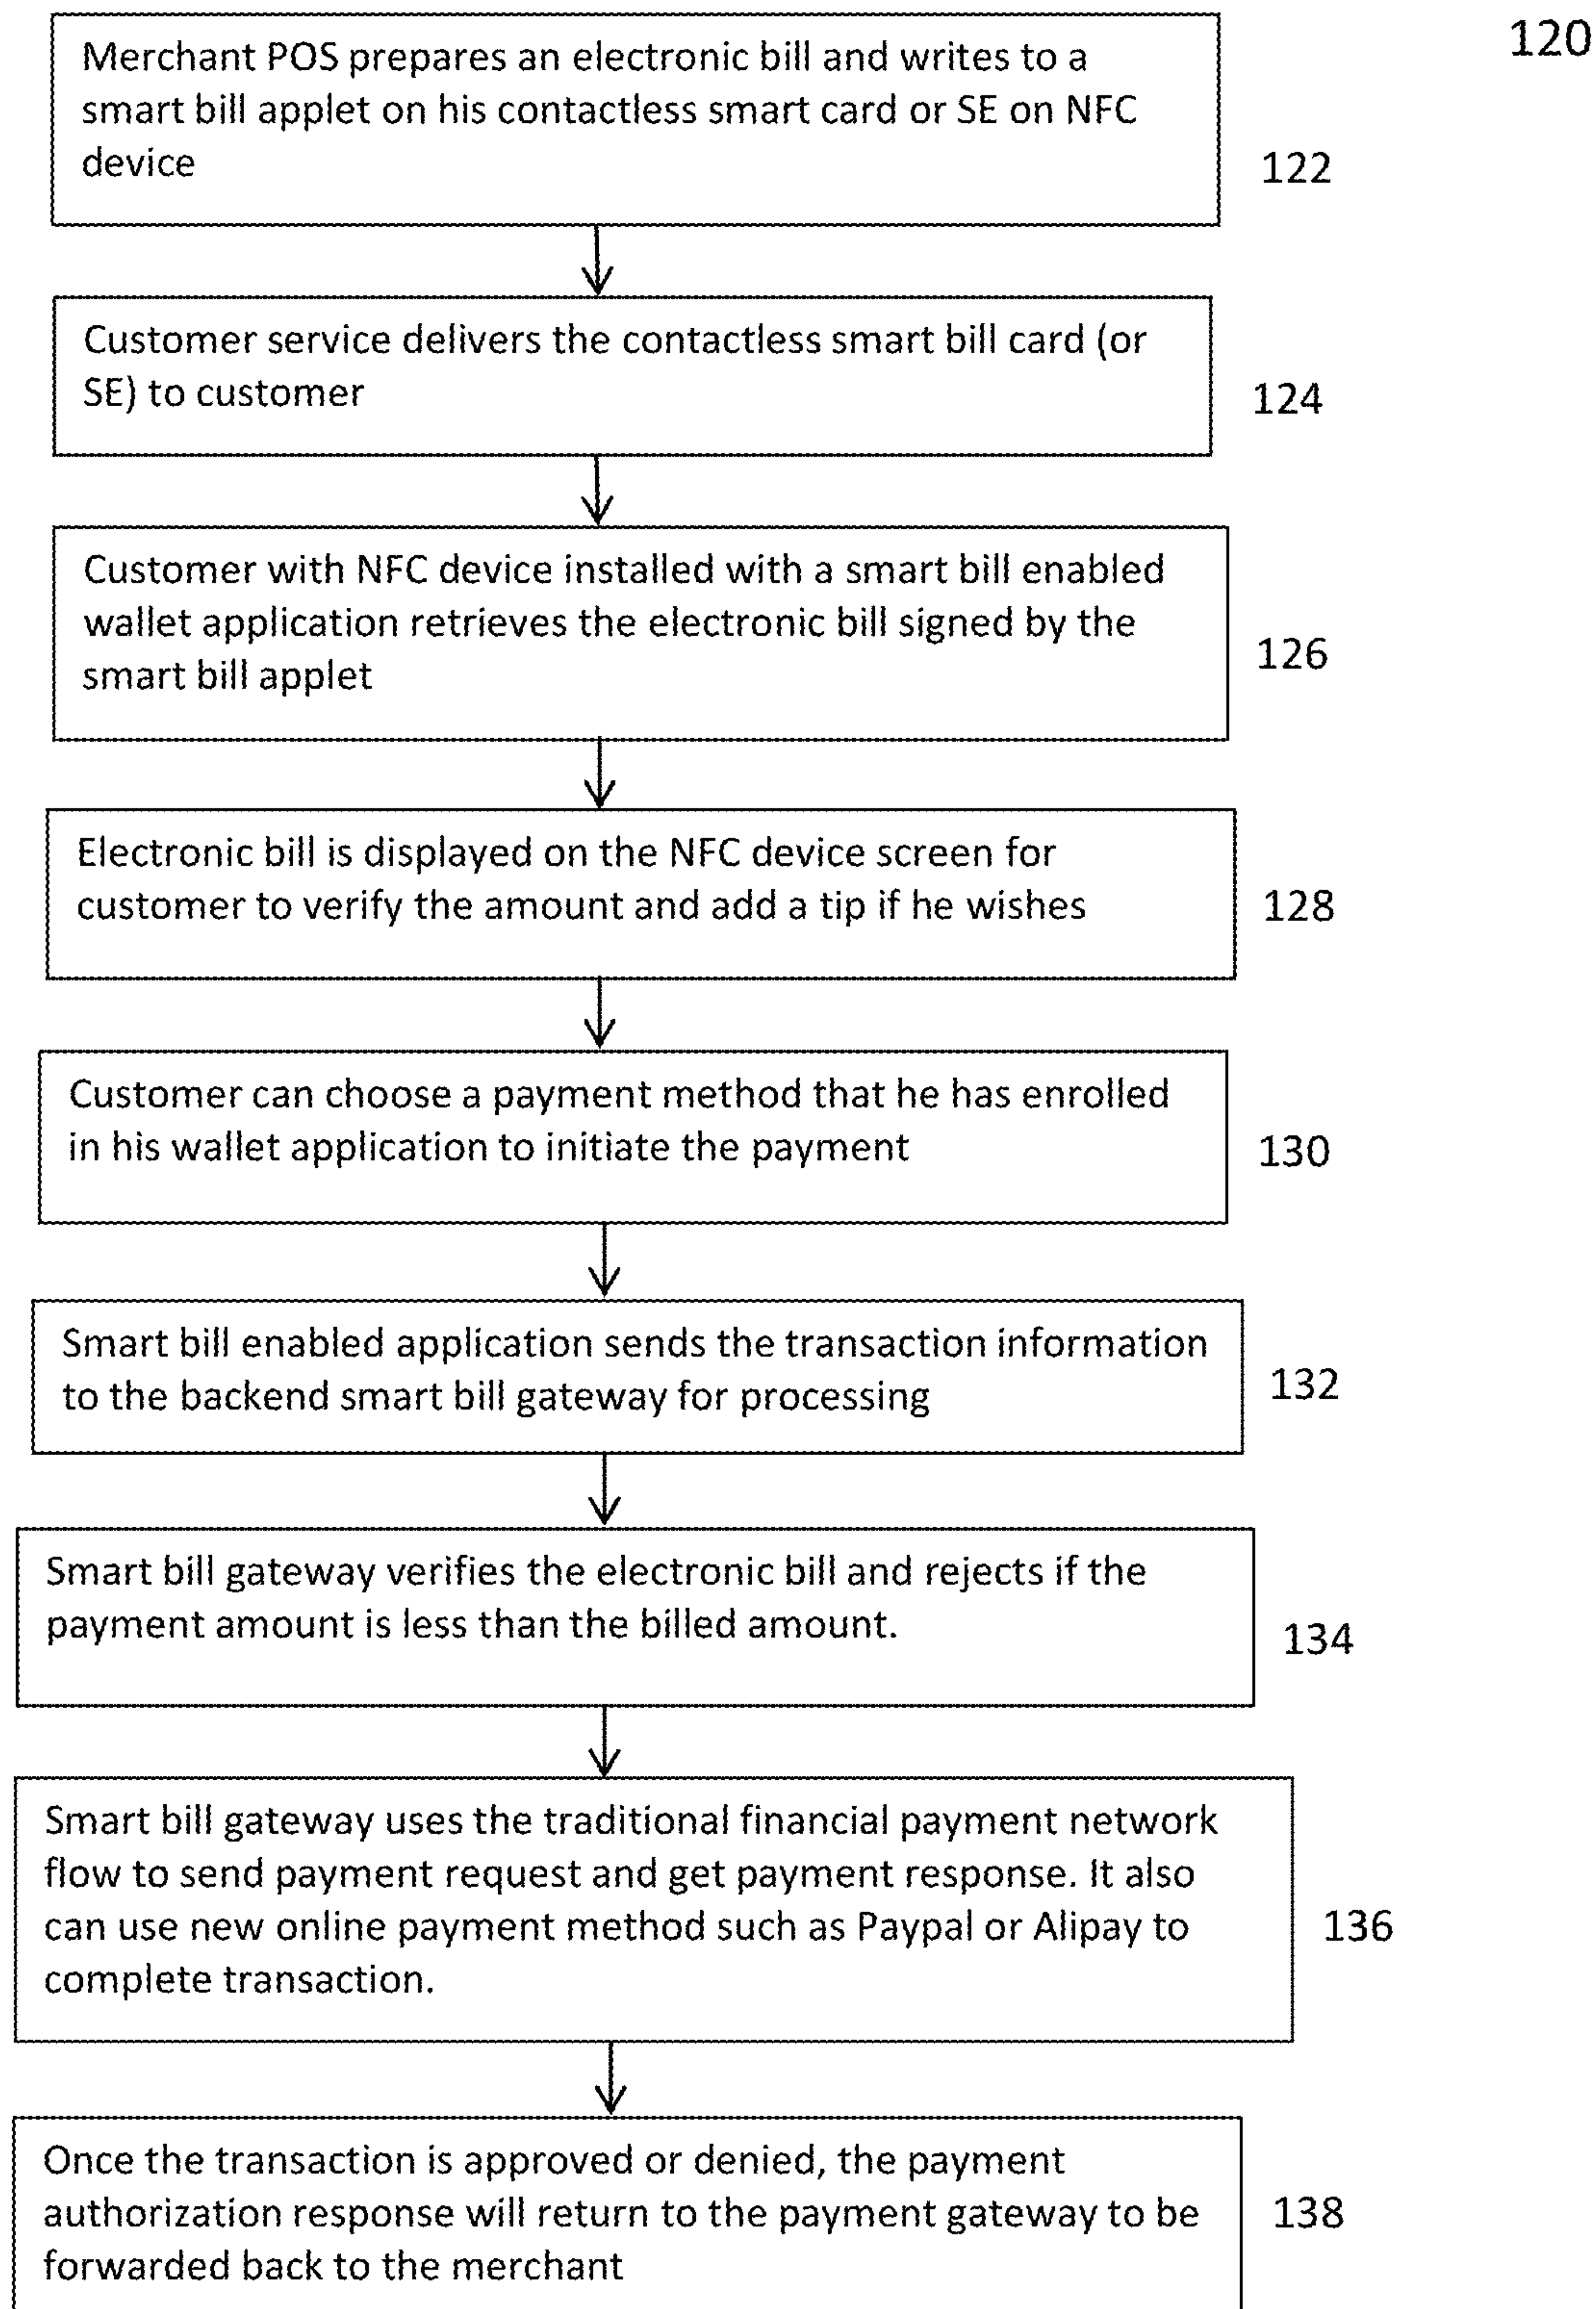 120
Merchant POS prepares an electronic bill and writes to a
smart bill applet on his contactless smart card or SE on NFC
device
122
Customer service delivers the contactless smart bill card (or
SE) to customer
124
Customer with NFC device installed with a smart bill enabled
wallet application retrieves the electronic bill signed by the
smart bill applet
126
Electronic bill is displayed on the NFC device screen for
customer to verify the amount and add a tip if he wishes
128
Customer can choose a payment method that he has enrolled
in his wallet application to initiate the payment
130
Smart bill enabled application sends the transaction information
to the backend smart bill gateway for processing
132
Smart bill gateway verifies the electronic bill and rejects if the
payment amount is less than the billed amount.
134
Smart bill gateway uses the traditional financial payment network
flow to send payment request and get payment response. It also
can use new online payment method such as Paypal or Alipay to
complete transaction.
136
Once the transaction is approved or denied, the payment
authorization response will return to the payment gateway to be
forwarded back to the merchant
138